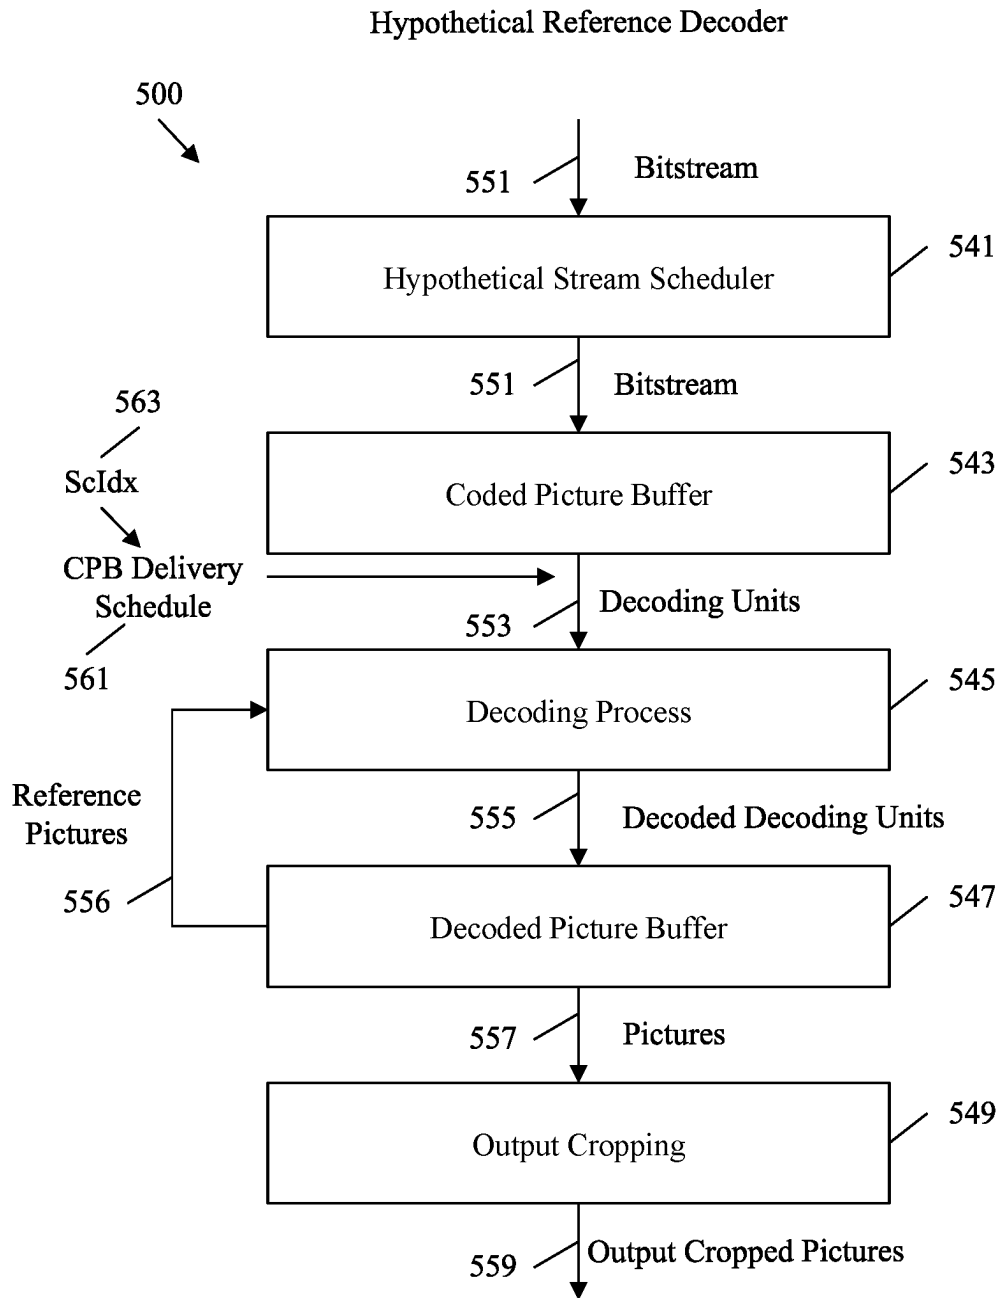 Hypothetical Reference Decoder
500
551
Bitstream
541
Hypothetical Stream Scheduler
551
Bitstream
563
ScIdx
543
Coded Picture Buffer
CPB Delivery
Schedule
553
Decoding Units
561
545
Decoding Process
Reference
Pictures
555
Decoded Decoding Units
556
547
Decoded Picture Buffer
557
Pictures
549
Output Cropping
559
Output Cropped Pictures